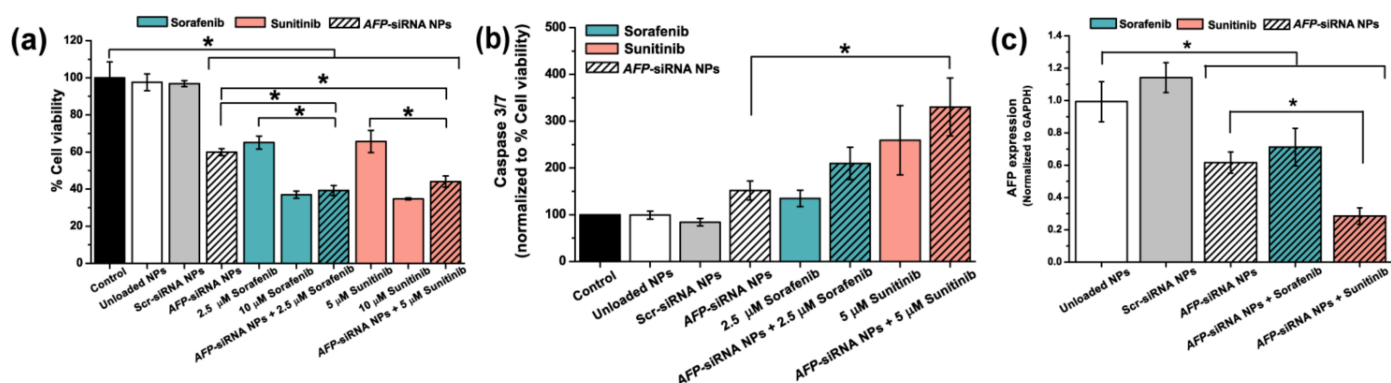 (a)
Sorafenib Sunitinib AFP-siRNA NPs
% Cell viability
120
100
80
60
40
20
0
*
*
*
*
*
Control
Unloaded NPs
Scr-siRNA NPs
AFP-siRNA NPs
2.5 μM Sorafenib
10 μM Sorafenib
AFP-siRNA NPs + 2.5 μM Sorafenib
5 μM Sunitinib
10 μM Sunitinib
AFP-siRNA NPs + 5 μM Sunitinib
(b)
Sorafenib
Sunitinib
AFP-siRNA NPs
Caspase 3/7
(normalized to % Cell viability)
500
400
350
300
250
200
150
100
50
0
*
Control
Unloaded NPs
Scr-siRNA NPs
AFP-siRNA NPs
2.5 μM Sorafenib
AFP-siRNA NPs + 2.5 μM Sorafenib
5 μM Sunitinib
AFP-siRNA NPs + 5 μM Sunitinib
(c)
Sorafenib Sunitinib AFP-siRNA NPs
AFP expression
(Normalized to GAPDH)
1.4
1.2
1.0
0.8
0.6
0.4
0.2
0.0
*
*
Unloaded NPs
Scr-siRNA NPs
AFP-siRNA NPs
AFP-siRNA NPs + Sorafenib
AFP-siRNA NPs + Sunitinib